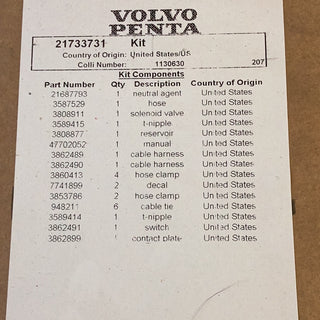 VOLVO
PENTA
21733731 Kit
Country of Origin: United States/US
Colli Number: 1130630 207
Kit Components
Part Number Qty Description Country of Origin
21687793 1 neutral agent United States
3587529 1 hose United States
3808911 1 solenoid valve United States
3589415 1 t-nipple United States
3808877 1 reservoir United States
47702052 1 manual United States
3862489 1 cable harness United States
3862490 1 cable harness United States
3860413 4 hose clamp United States
7741899 2 decal United States
3853786 2 hose clamp United States
948211 6 cable tie United States
3589414 1 t-nipple United States
3862491 1 switch United States
3862899 1 contact plate United States